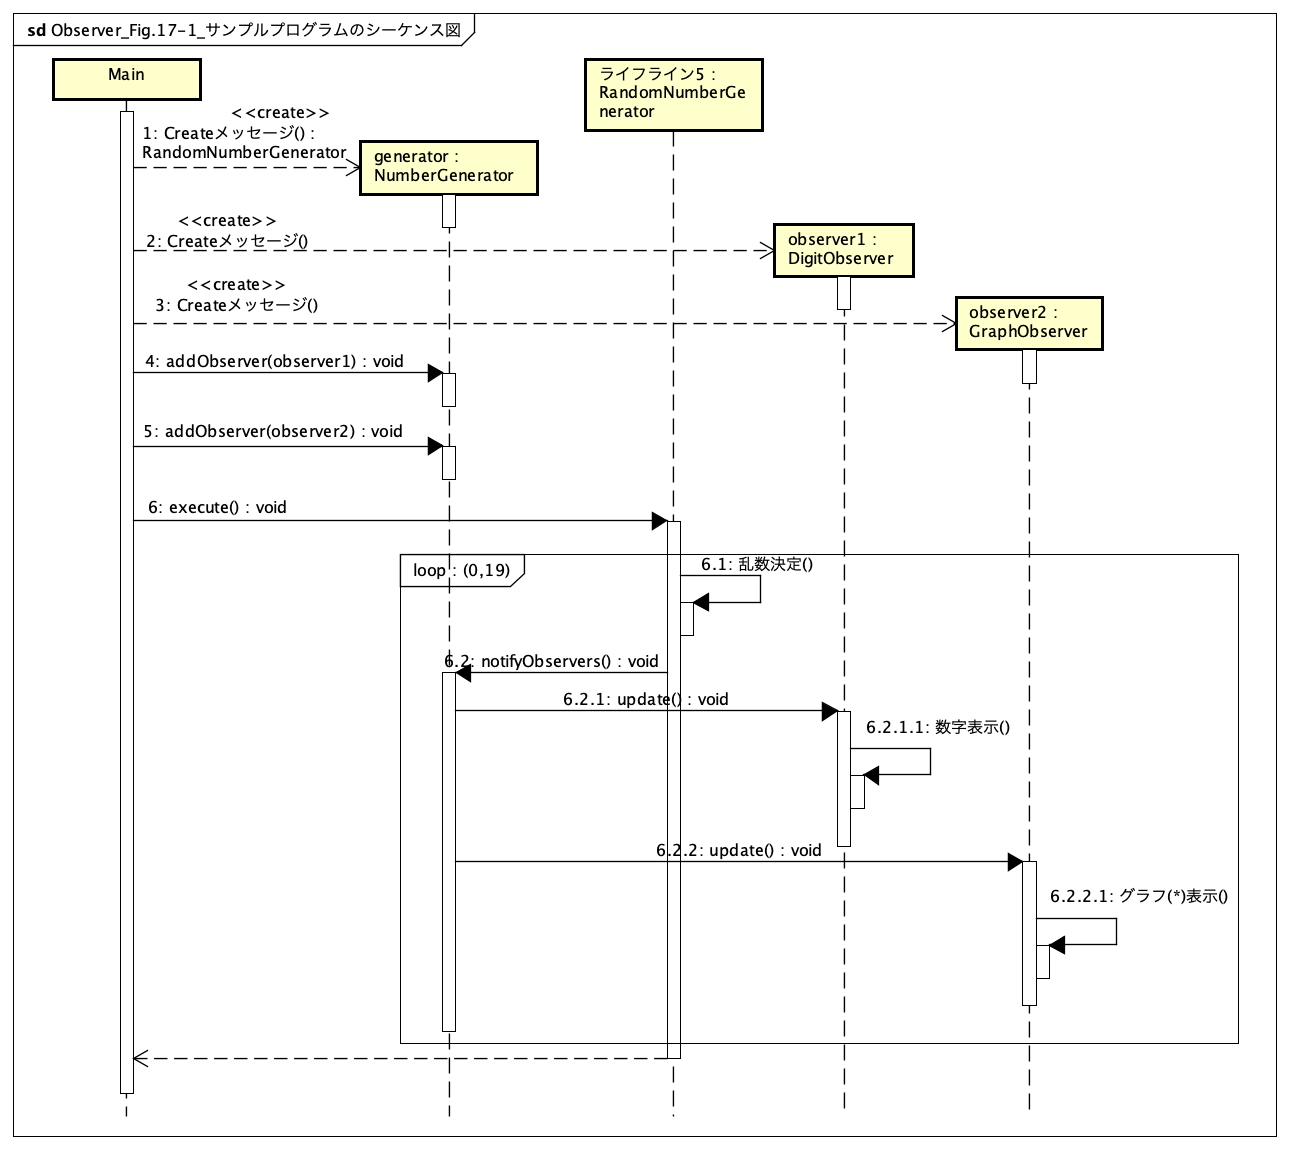 sd Observer_Fig.17-1_サンプルプログラムのシーケンス図
Main
ライフライン5 :
RandomNumberGe
nerator
<<create>>
1: Createメッセージ() :
RandomNumberGenerator
generator :
NumberGenerator
<<create>>
2: Createメッセージ()
observer1 :
DigitObserver
<<create>>
3: Createメッセージ()
observer2 :
GraphObserver
4: addObserver(observer1) : void
5: addObserver(observer2) : void
6: execute() : void
loop : (0,19)
6.1: 乱数決定()
6.2: notifyObservers() : void
6.2.1: update() : void
6.2.1.1: 数字表示()
6.2.2: update() : void
6.2.2.1: グラフ(*)表示()